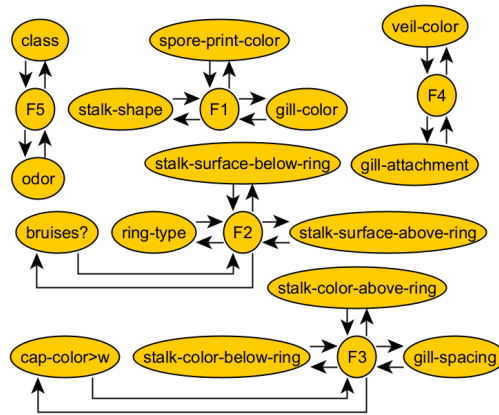 class
spore-print-color
veil-color
F5
stalk-shape
F1
gill-color
F4
odor
stalk-surface-below-ring
gill-attachment
bruises?
ring-type
F2
stalk-surface-above-ring
stalk-color-above-ring
cap-color>w
stalk-color-below-ring
F3
gill-spacing